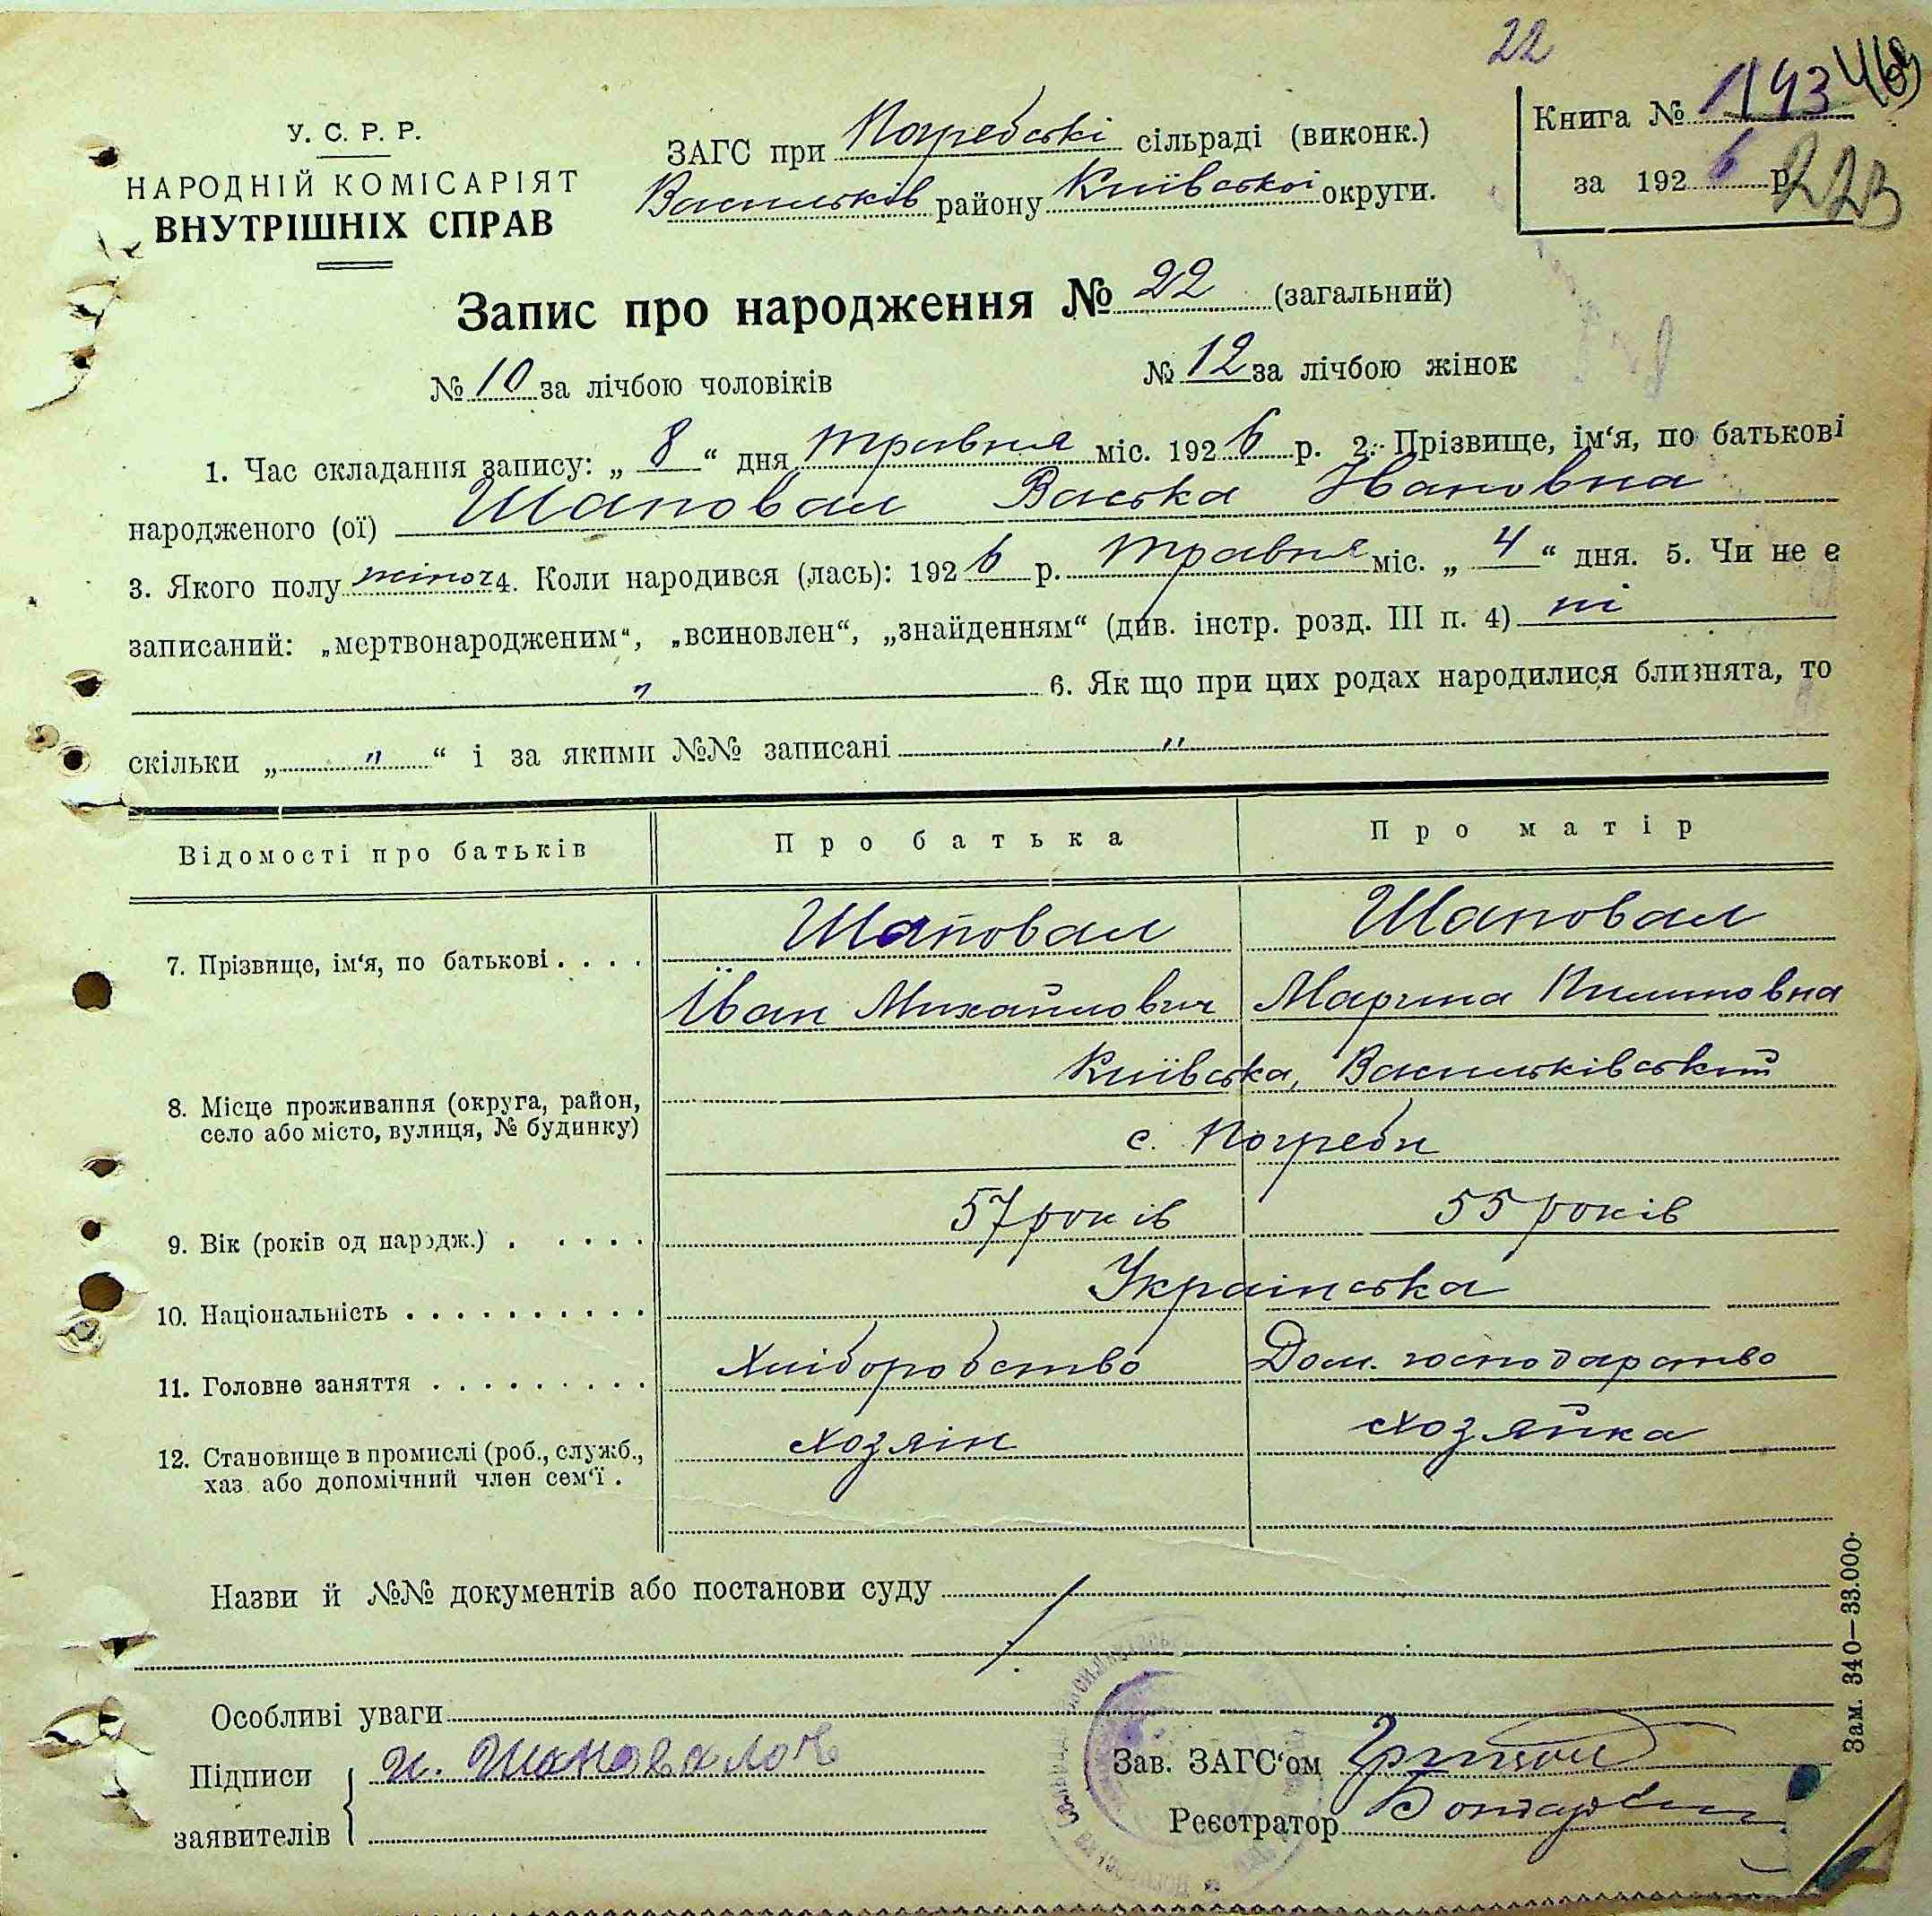 22
Книга № 1193
463
за 192 6 р.
223
У. С. Р. Р.
НАРОДНІЙ КОМІСАРІЯТ
ВНУТРІШНІХ СПРАВ
ЗАГС при Погребські сільраді (виконк.)
Васильків району Київської округи.
Запис про народження № 22 (загальний)
№ 10 за лічбою чоловіків № 12 за лічбою жінок
1. Час складання запису: „ 8 “ дня травня міс. 192 6 р. 2. Прізвище, ім‘я, по батькові
народженого (ої) Шаповал Васька Івановна
3. Якого полу жіноч 4. Коли народився (лась): 192 6 р. травня міс. „ 4 “ дня. 5. Чи не є
записаний: „мертвонародженим“, „всиновлен“, „знайденням“ (див. інстр. розд. III п. 4) ні
6. Як що при цих родах народилися близнята, то
скільки „ " “ і за якими №№ записані "
Відомості про батьків Про батька Про матір
7. Прізвище, ім‘я, по батькові . . . . Шаповал Шаповал
Іван Михайлович Марина Пилиповна
8. Місце проживання (округа, район, село або місто, вулиця, № будинку) Київська, Васильківський
с. Погреби
9. Вік (років од народж.) . . . . . 57 років 55 років
10. Національність . . . . . . . . . . Українська
11. Головне заняття . . . . . . . . . Хліборобство Дом. господарство
12. Становище в промислі (роб., служб., хаз. або допомічний член сем‘ї . Хозяін Хозяйка
Назви й №№ документів або постанови суду
Особливі уваги
Підписи заявителів И. Шаповалов
Зав. ЗАГС‘ом
Реєстратор
Зам. 340—33.000.